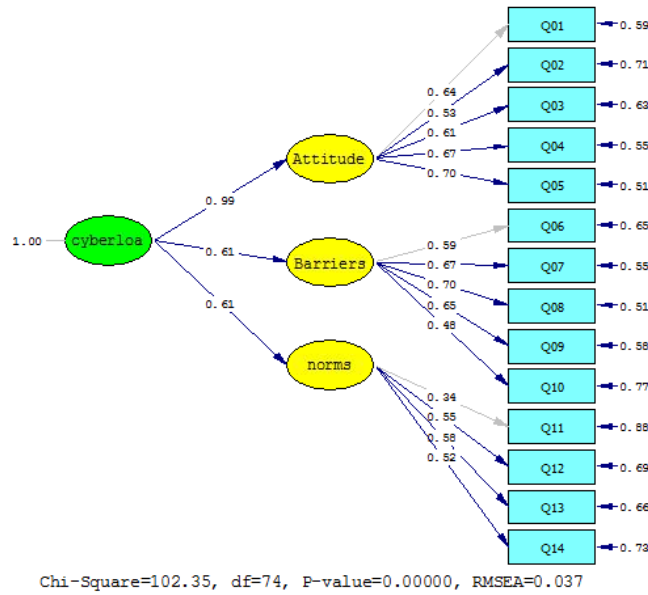 Q01
0.59
Q02
0.71
0.64
0.53
Q03
0.63
0.61
Q04
0.55
Attitude
0.67
0.70
Q05
0.51
0.99
Q06
0.65
1.00
cyberloa
0.59
0.61
Barriers
0.67
Q07
0.55
0.70
Q08
0.51
0.61
0.65
0.48
Q09
0.58
norms
Q10
0.77
0.34
0.55
Q11
0.88
0.58
0.52
Q12
0.69
Q13
0.66
Q14
0.73
Chi-Square=102.35, df=74, P-value=0.00000, RMSEA=0.037